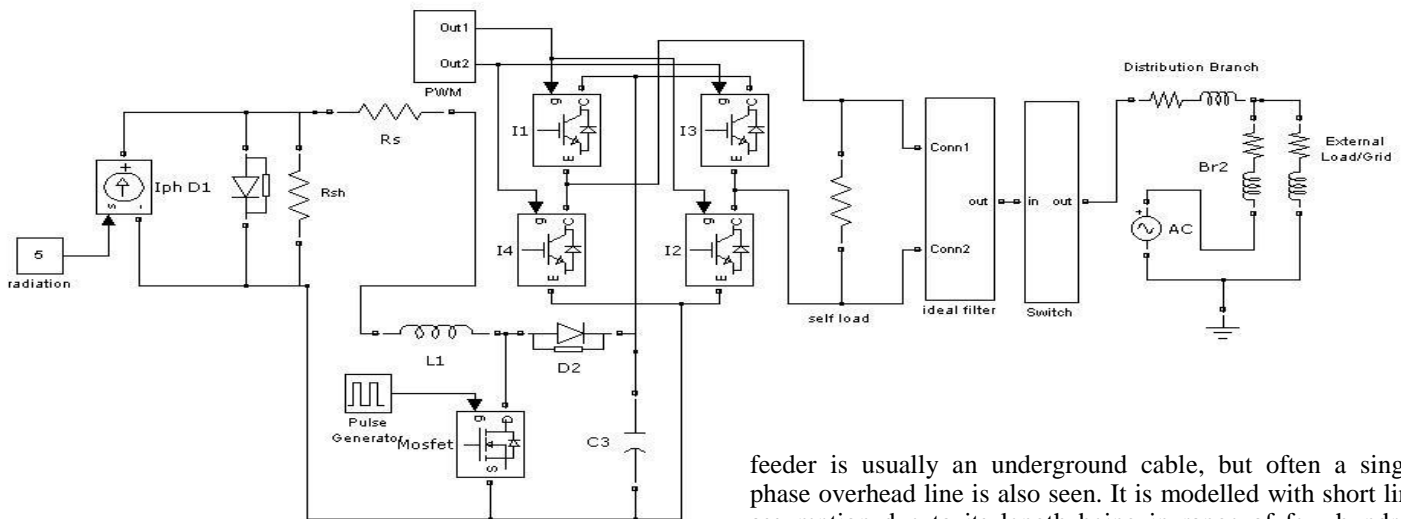 Out1
Out2
PWM
g C
I1
E
g C
I3
E
g C
I4
E
g C
I2
E
Rs
+
Iph D1
-
s
Rsh
5
radiation
L1
D2
Pulse
Generator
g D
Mosfet
S
C3
self load
Conn1
out
Conn2
ideal filter
in out
Switch
Distribution Branch
Br2
External
Load/Grid
+
AC
feeder is usually an underground cable, but often a sing
phase overhead line is also seen. It is modelled with short lin